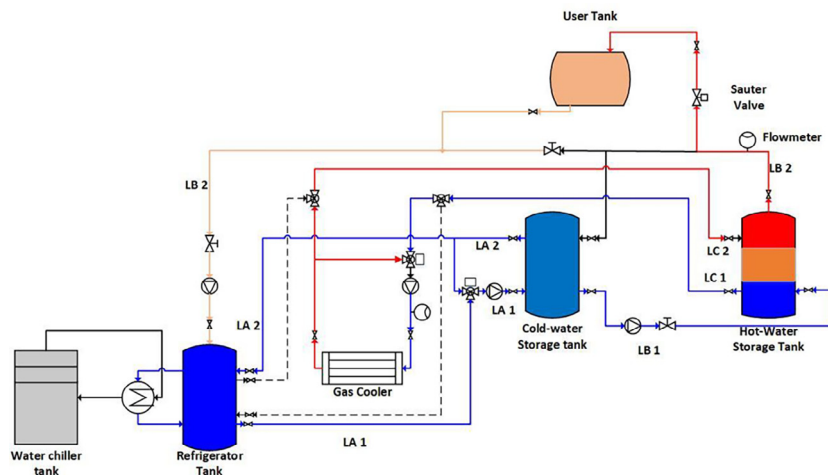 User Tank
Sauter
Valve
Flowmeter
LB 2
LB 2
LA 2
LC 2
LC 1
LA 1
LA 2
Cold-water
Storage tank
LB 1
Hot-Water
Storage Tank
Gas Cooler
LA 1
Water chiller
tank
Refrigerator
Tank